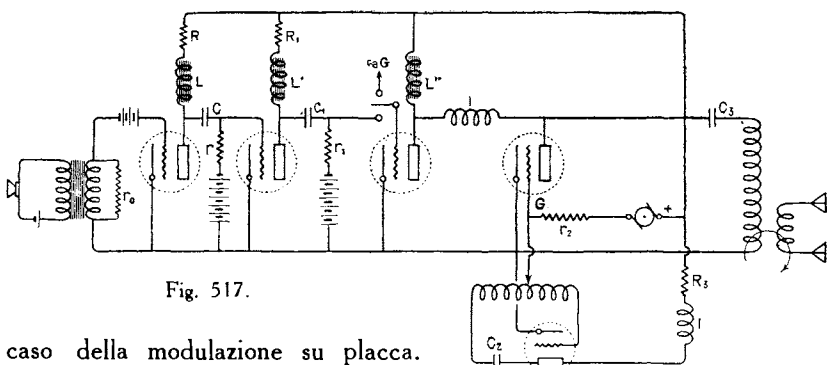 R
R₁
L
L'
a G
L''
l
C
C₁
C₃
r₀
r
r₁
G
r₂
+
R₃
l
C₂
Fig. 517.
caso della modulazione su placca.